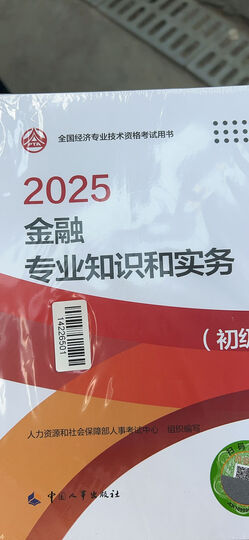 全国经济专业技术资格考试用书
PTA
2025
金融
专业知识和实务
（初级
14226501
人力资源和社会保障部人事考试中心 组织编写
中国人事出版社